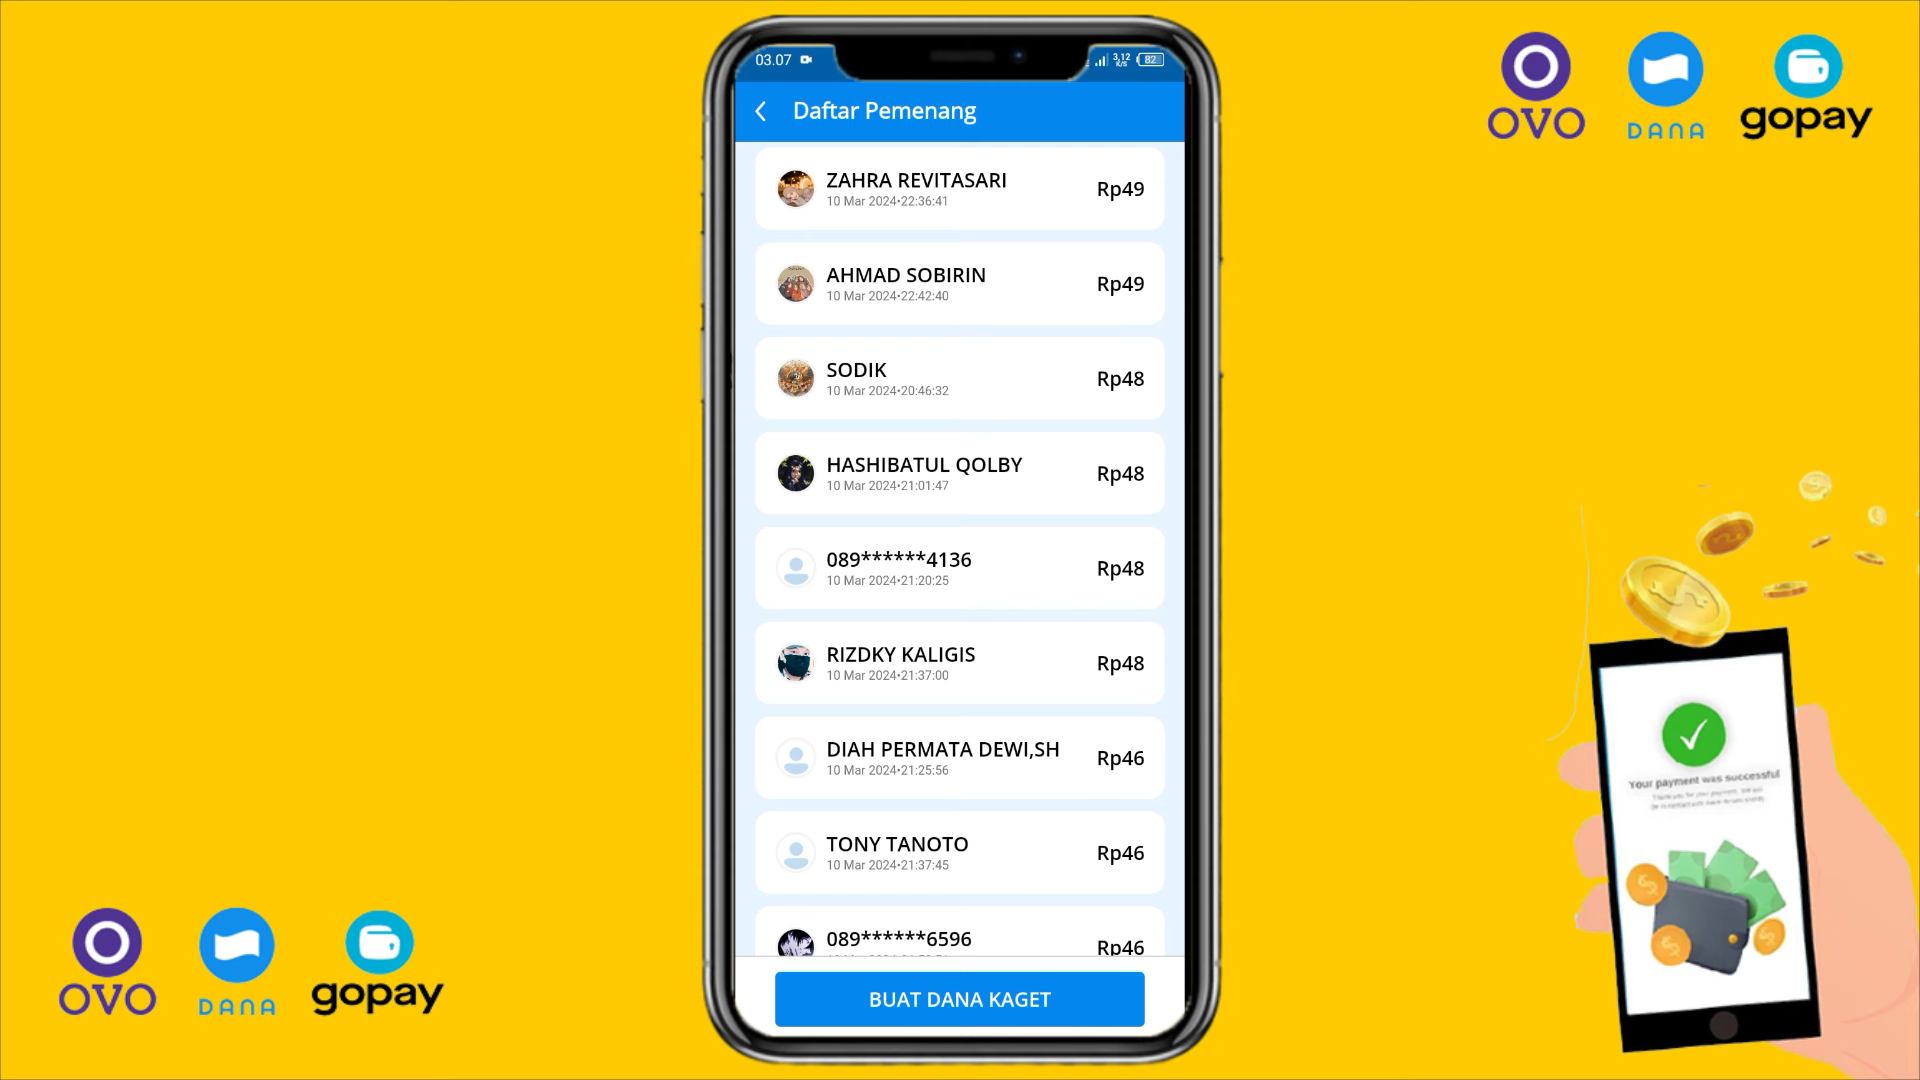 03.07
3,12
K/S
82
Daftar Pemenang
ZAHRA REVITASARI
10 Mar 2024•22:36:41
Rp49
AHMAD SOBIRIN
10 Mar 2024•22:42:40
Rp49
SODIK
10 Mar 2024•20:46:32
Rp48
HASHIBATUL QOLBY
10 Mar 2024•21:01:47
Rp48
089******4136
10 Mar 2024•21:20:25
Rp48
RIZDKY KALIGIS
10 Mar 2024•21:37:00
Rp48
DIAH PERMATA DEWI,SH
10 Mar 2024•21:25:56
Rp46
TONY TANOTO
10 Mar 2024•21:37:45
Rp46
089******6596
Rp46
BUAT DANA KAGET
OVO
DANA
gopay
OVO
DANA
gopay
Your payment was successful